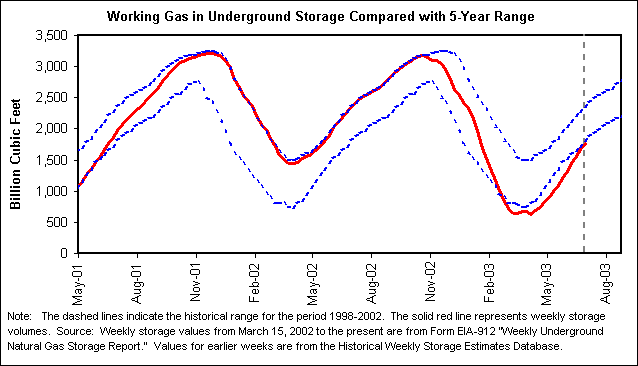 Working Gas in Underground Storage Compared with 5-Year Range
Billion Cubic Feet
3,500
3,000
2,500
2,000
1,500
1,000
500
0
May-01
Aug-01
Nov-01
Feb-02
May-02
Aug-02
Nov-02
Feb-03
May-03
Aug-03
Note: The dashed lines indicate the historical range for the period 1998-2002. The solid red line represents weekly storage
volumes. Source: Weekly storage values from March 15, 2002 to the present are from Form EIA-912 "Weekly Underground
Natural Gas Storage Report." Values for earlier weeks are from the Historical Weekly Storage Estimates Database.